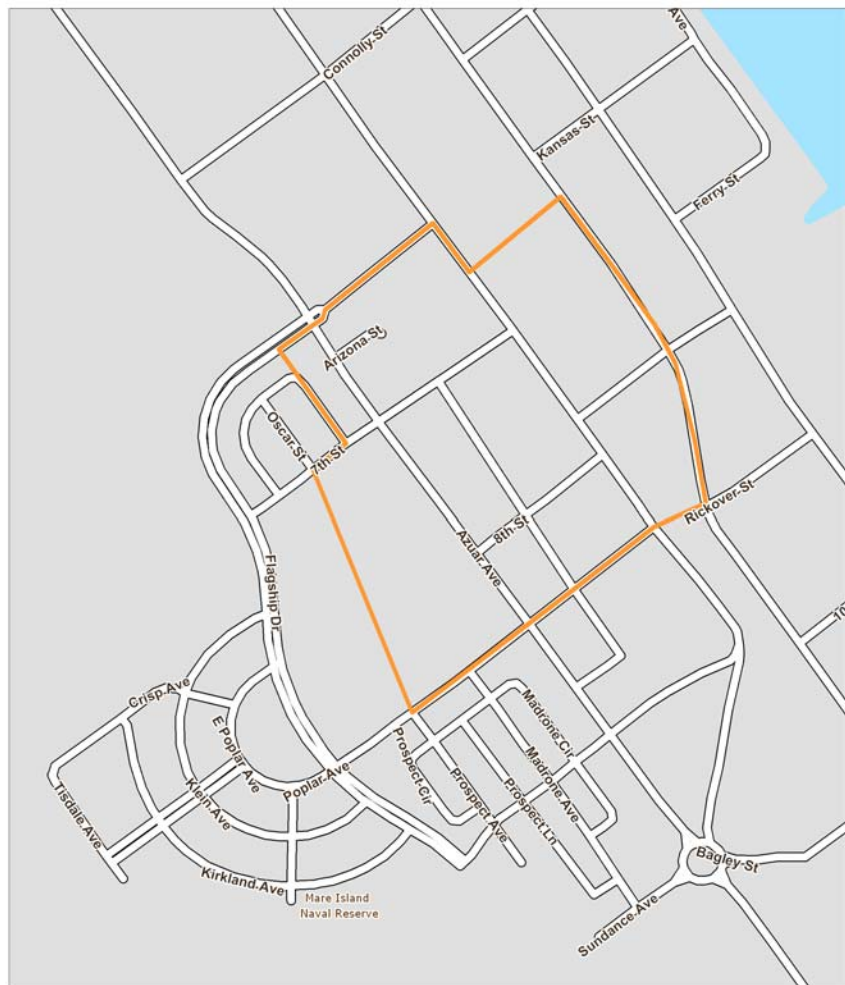 Ave
Connolly St
Kansas St
Ferry St
Arizona St
Oscar St
7th St
Rickover St
8th St
Azuar Ave
Flagship Dr
10
Crisp Ave
E Poplar Ave
Madrone Cir
Prospect Cir
Poplar Ave
Prospect Ave
Madrone Ave
Tisdale Ave
Klein Ave
Prospect Ln
Bagley St
Kirkland Ave
Mare Island
Naval Reserve
Sundance Ave